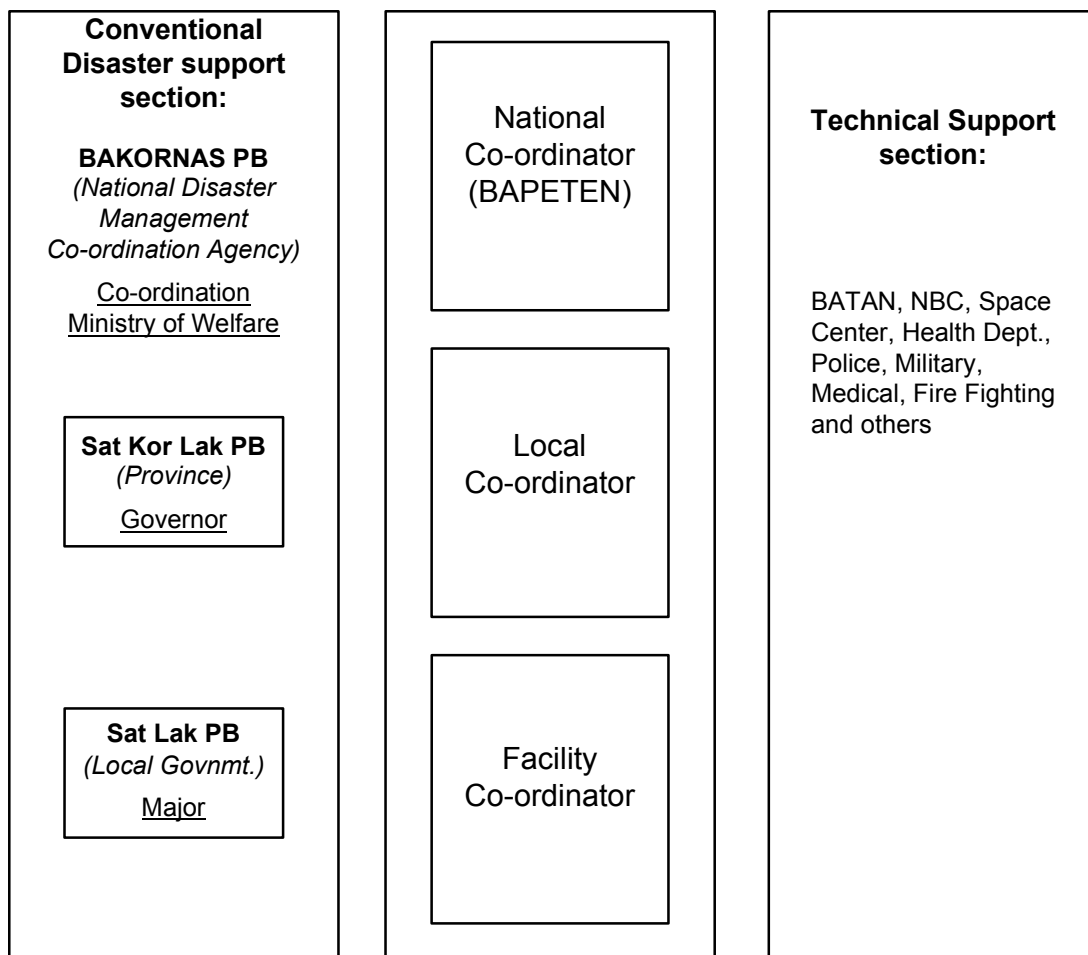 Conventional
Disaster support
section:
BAKORNAS PB
(National Disaster
Management
Co-ordination Agency)
Co-ordination
Ministry of Welfare
Sat Kor Lak PB
(Province)
Governor
Sat Lak PB
(Local Govnmt.)
Major
National
Co-ordinator
(BAPETEN)
Local
Co-ordinator
Facility
Co-ordinator
Technical Support
section:
BATAN, NBC, Space
Center, Health Dept.,
Police, Military,
Medical, Fire Fighting
and others